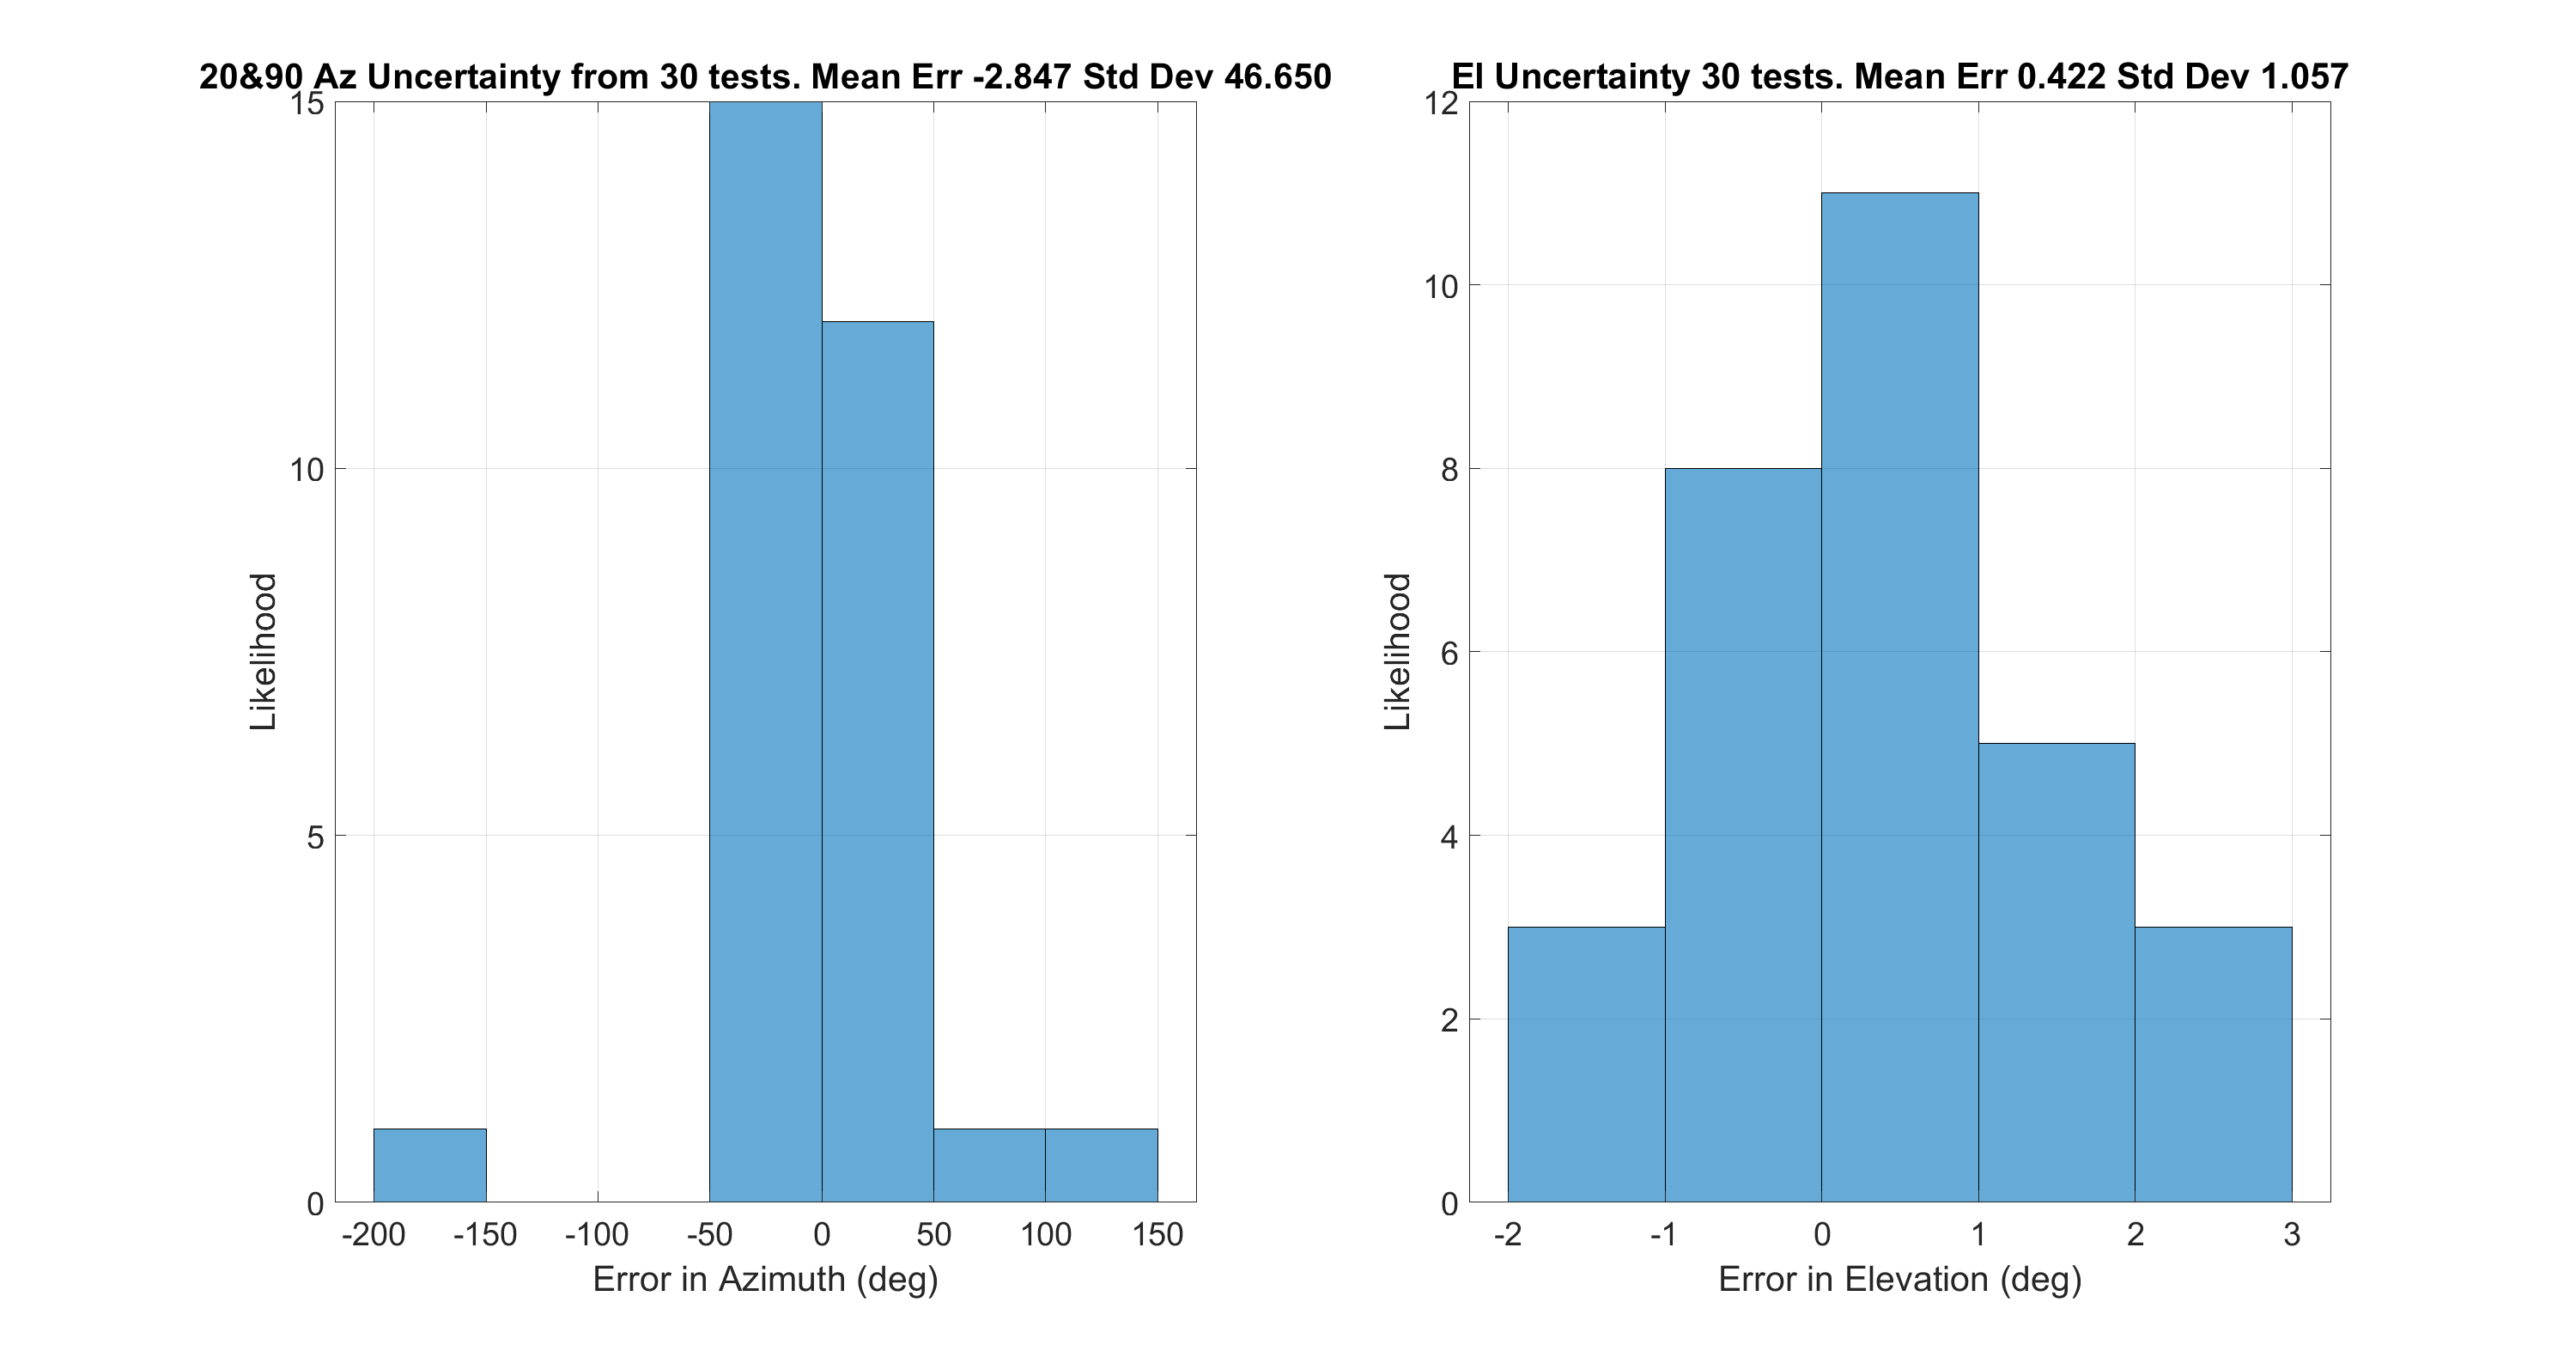 20&90 Az Uncertainty from 30 tests. Mean Err -2.847 Std Dev 46.650
15
10
5
0
Likelihood
-200 -150 -100 -50 0 50 100 150
Error in Azimuth (deg)
El Uncertainty 30 tests. Mean Err 0.422 Std Dev 1.057
12
10
8
6
4
2
0
Likelihood
-2 -1 0 1 2 3
Error in Elevation (deg)